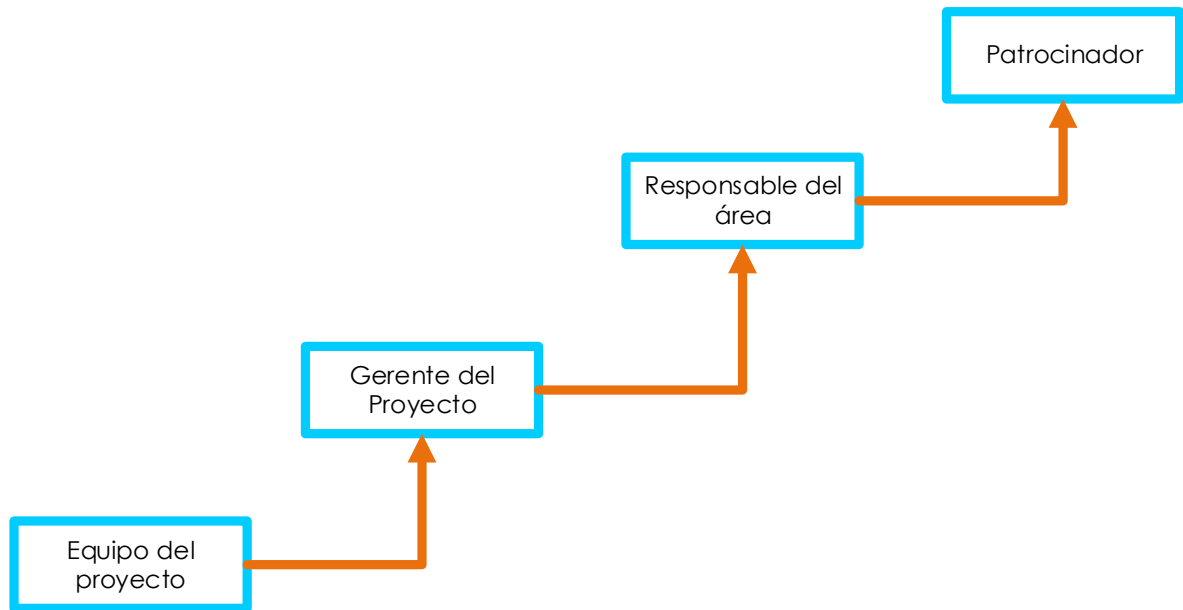 Patrocinador
Responsable del
área
Gerente del
Proyecto
Equipo del
proyecto